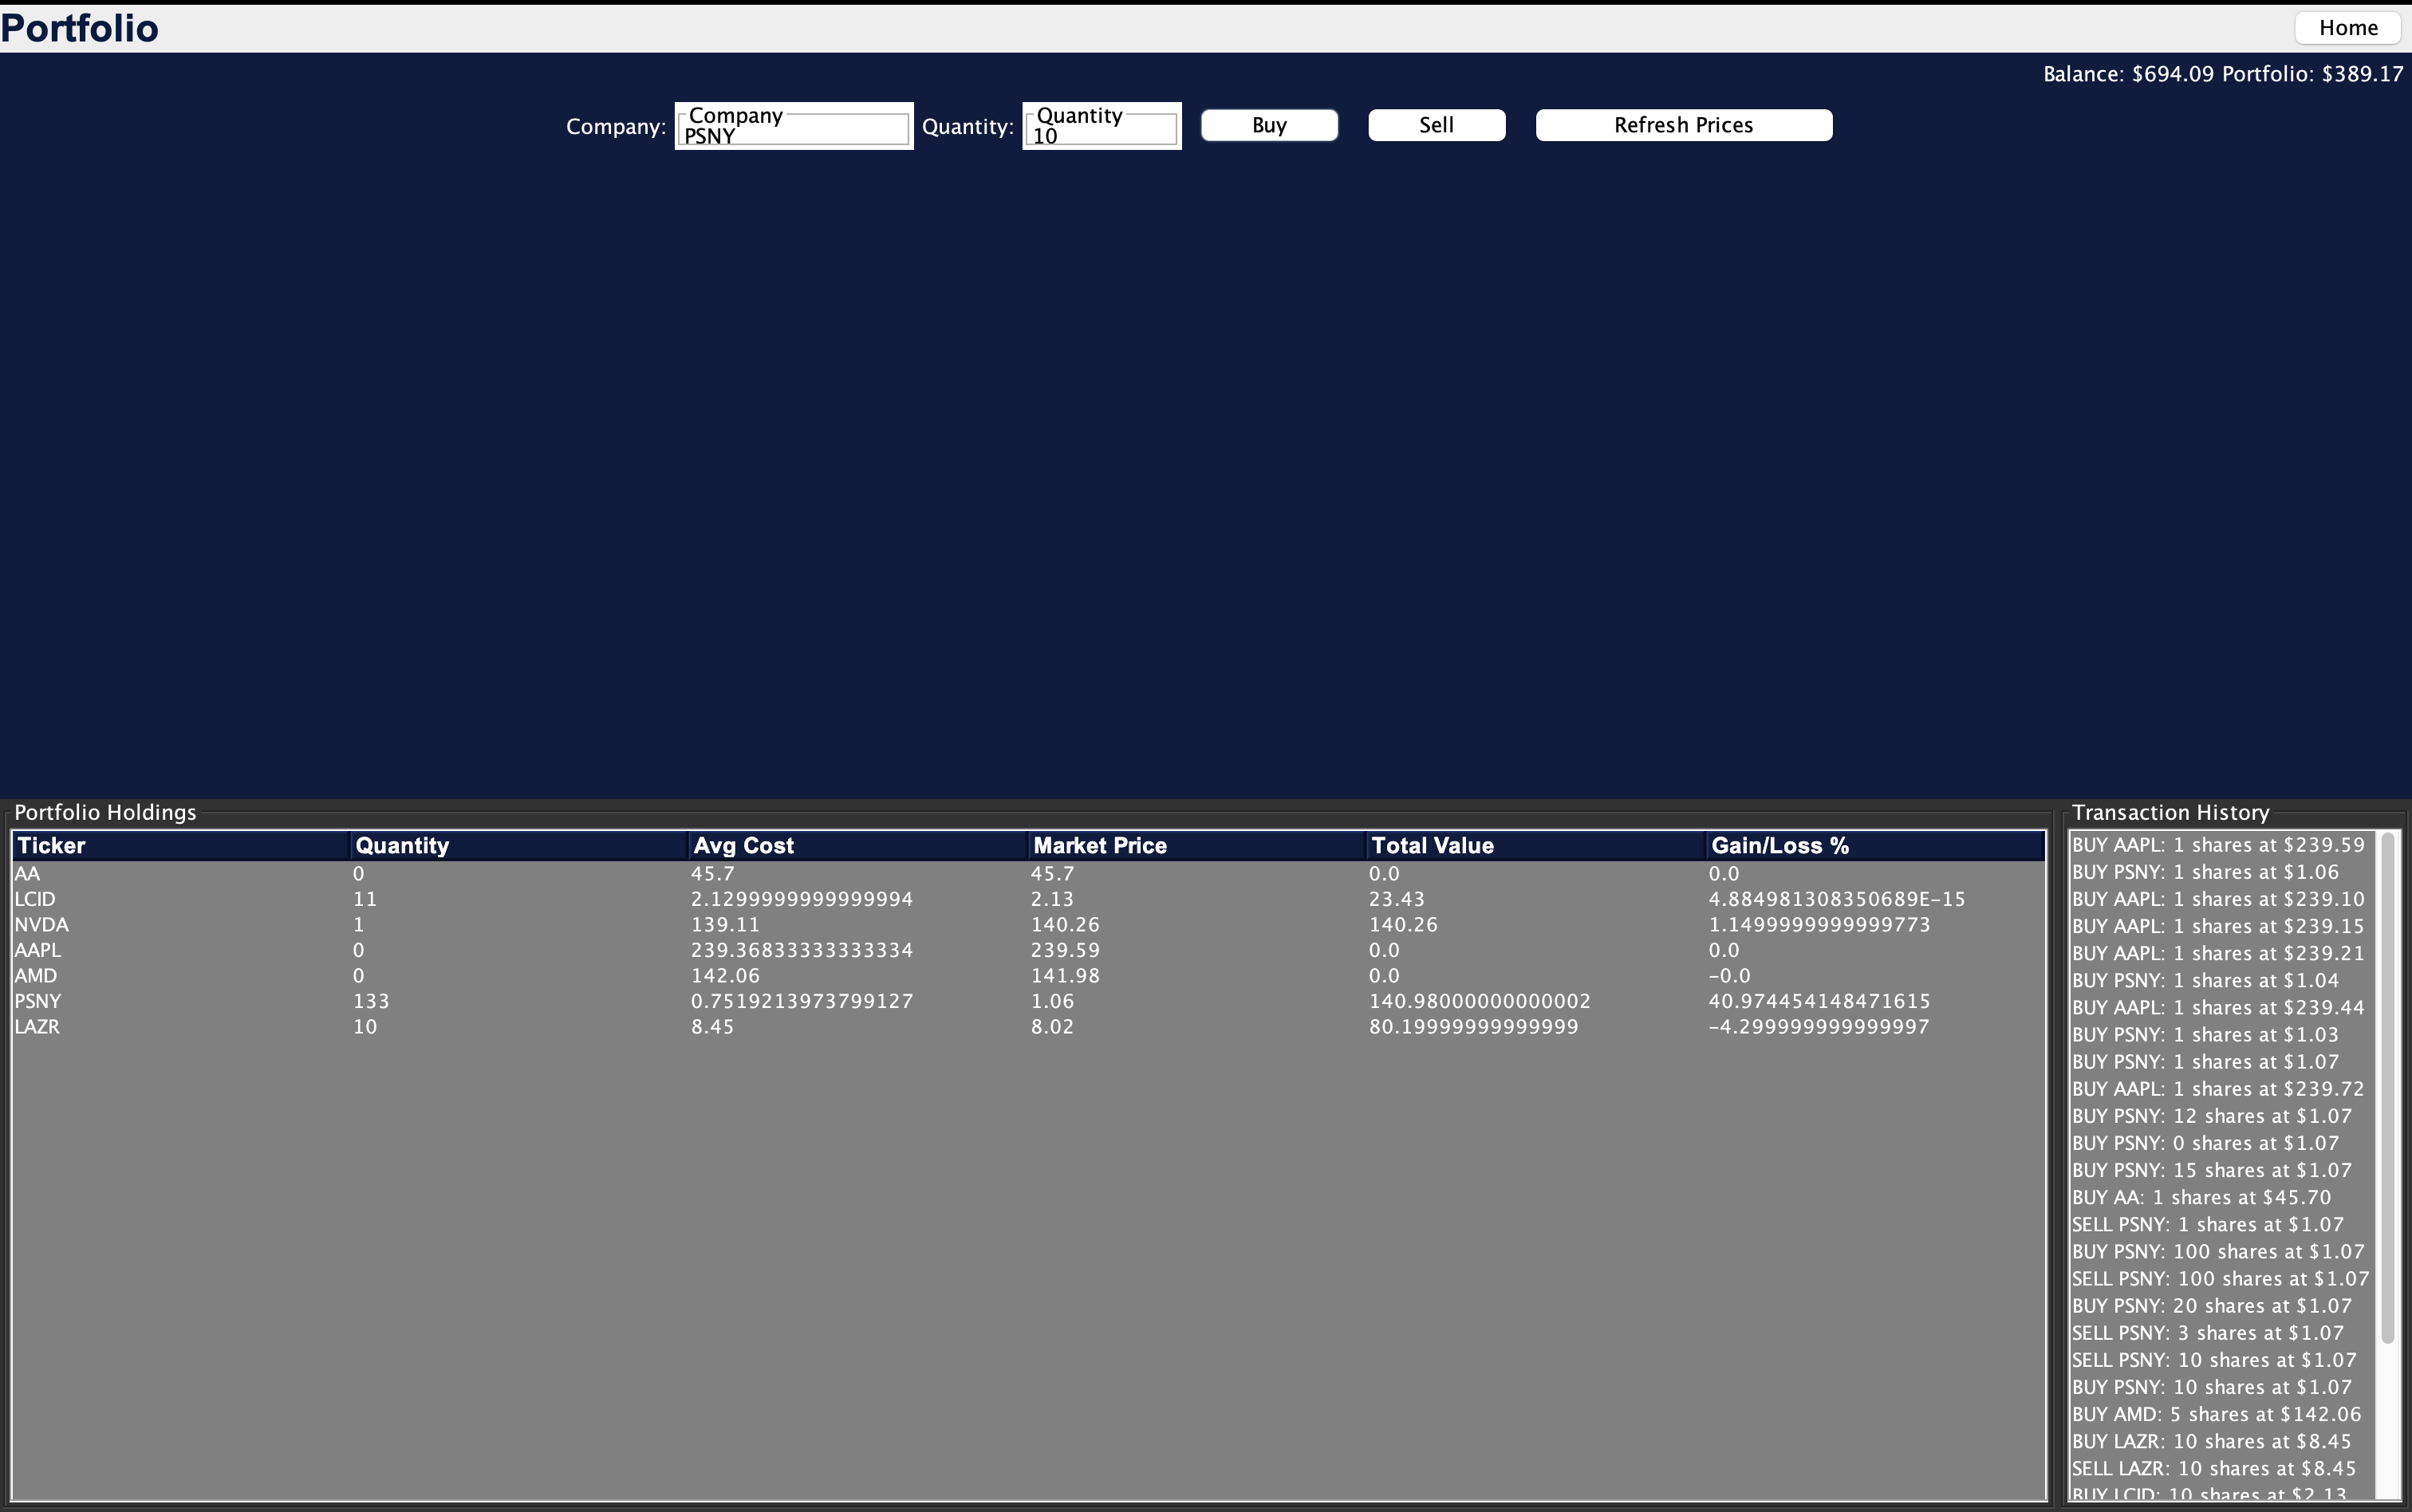 Portfolio
Home
Balance: $694.09 Portfolio: $389.17
Company: Company PSNY Quantity: Quantity 10 Buy Sell Refresh Prices
Portfolio Holdings
Ticker Quantity Avg Cost Market Price Total Value Gain/Loss %
AA 0 45.7 45.7 0.0 0.0
LCID 11 2.1299999999999994 2.13 23.43 4.884981308350689E-15
NVDA 1 139.11 140.26 140.26 1.1499999999999773
AAPL 0 239.36833333333334 239.59 0.0 0.0
AMD 0 142.06 141.98 0.0 -0.0
PSNY 133 0.7519213973799127 1.06 140.98000000000002 40.974454148471615
LAZR 10 8.45 8.02 80.19999999999999 -4.299999999999997
Transaction History
BUY AAPL: 1 shares at $239.59
BUY PSNY: 1 shares at $1.06
BUY AAPL: 1 shares at $239.10
BUY AAPL: 1 shares at $239.15
BUY AAPL: 1 shares at $239.21
BUY PSNY: 1 shares at $1.04
BUY AAPL: 1 shares at $239.44
BUY PSNY: 1 shares at $1.03
BUY PSNY: 1 shares at $1.07
BUY AAPL: 1 shares at $239.72
BUY PSNY: 12 shares at $1.07
BUY PSNY: 0 shares at $1.07
BUY PSNY: 15 shares at $1.07
BUY AA: 1 shares at $45.70
SELL PSNY: 1 shares at $1.07
BUY PSNY: 100 shares at $1.07
SELL PSNY: 100 shares at $1.07
BUY PSNY: 20 shares at $1.07
SELL PSNY: 3 shares at $1.07
SELL PSNY: 10 shares at $1.07
BUY PSNY: 10 shares at $1.07
BUY AMD: 5 shares at $142.06
BUY LAZR: 10 shares at $8.45
SELL LAZR: 10 shares at $8.45
BUY LCID: 10 shares at $2.13